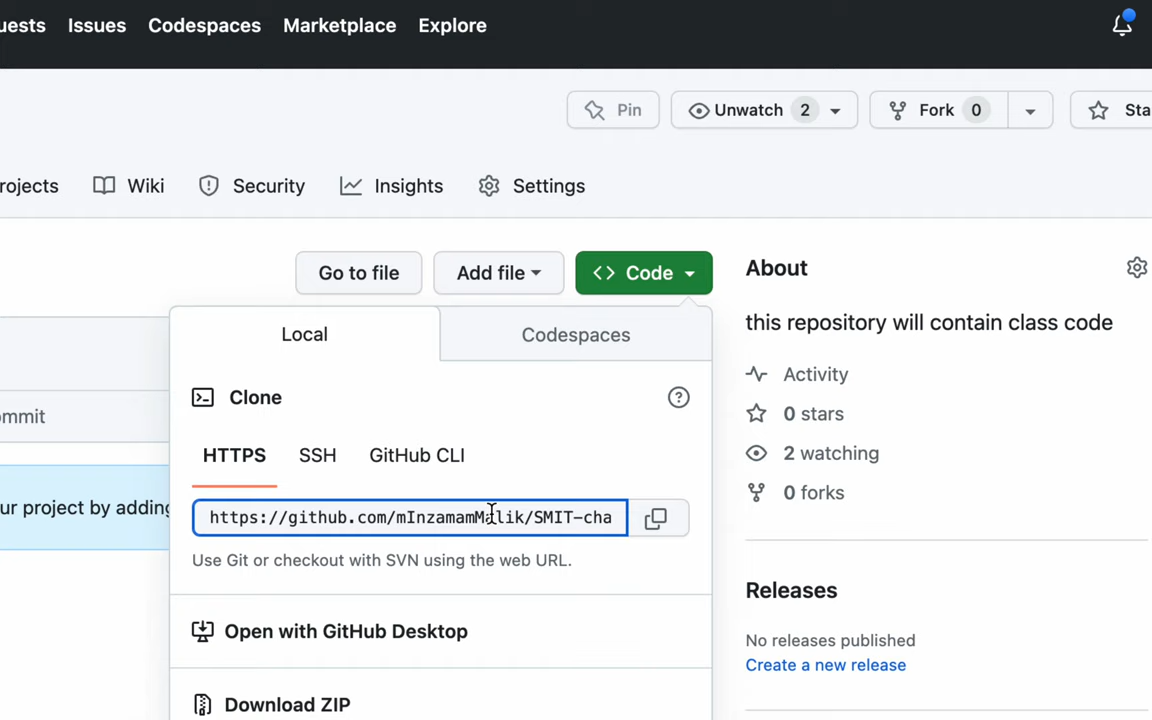 uests Issues Codespaces Marketplace Explore
Pin Unwatch 2 Fork 0 Sta
rojects Wiki Security Insights Settings
Go to file Add file <> Code
About
this repository will contain class code
Local Codespaces
Activity
Clone
ommit
0 stars
HTTPS SSH GitHub CLI
2 watching
0 forks
ur project by adding
https://github.com/mInzamamMalik/SMIT-cha
Use Git or checkout with SVN using the web URL.
Releases
Open with GitHub Desktop
No releases published
Create a new release
Download ZIP